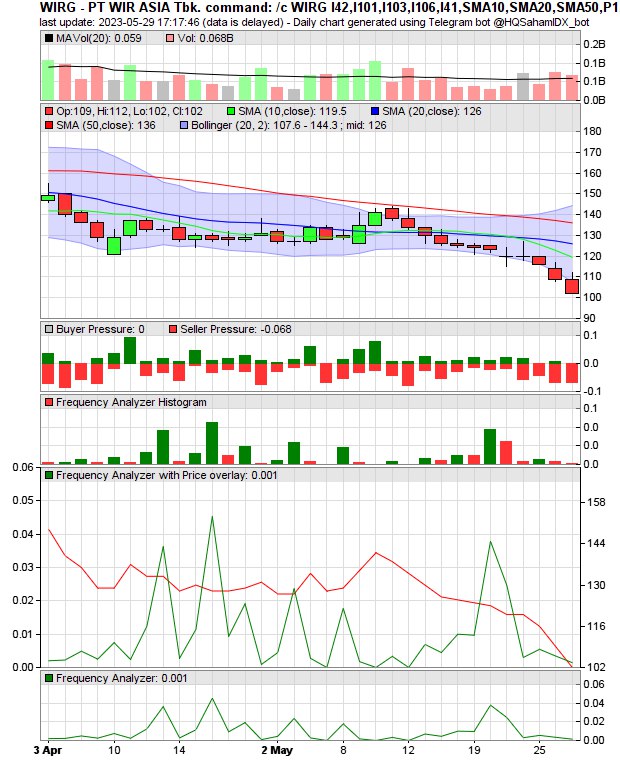 WIRG - PT WIR ASIA Tbk. command: /c WIRG I42,I101,I103,I106,I41,SMA10,SMA20,SMA50,P1
last update: 2023-05-29 17:17:46 (data is delayed) - Daily chart generated using Telegram bot @HQSahamIDX_bot
MAVol(20): 0.059 Vol: 0.068B
0.2B
0.1B
0.1B
0.0B
Op:109, Hi:112, Lo:102, Cl:102 SMA (10,close): 119.5 SMA (20,close): 126
SMA (50,close): 136 Bollinger (20, 2): 107.6 - 144.3 ; mid: 126
180
170
160
150
140
130
120
110
100
90
Buyer Pressure: 0 Seller Pressure: -0.068
0.1
0.0
-0.1
Frequency Analyzer Histogram
0.1
0.0
0.0
0.0
Frequency Analyzer with Price overlay: 0.001
0.06
0.05
0.04
0.03
0.02
0.01
0.00
158
144
130
116
102
Frequency Analyzer: 0.001
0.06
0.04
0.02
0.00
3 Apr 10 14 2 May 8 12 19 25